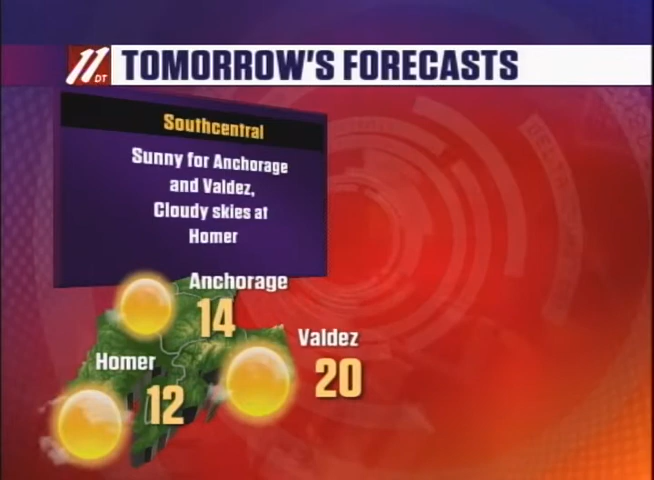 11 DT TOMORROW'S FORECASTS
Southcentral
Sunny for Anchorage
and Valdez,
Cloudy skies at
Homer
Anchorage
14
Valdez
20
Homer
12